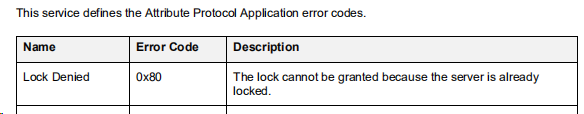 This service defines the Attribute Protocol Application error codes.
Name Error Code Description
Lock Denied 0x80 The lock cannot be granted because the server is already
locked.